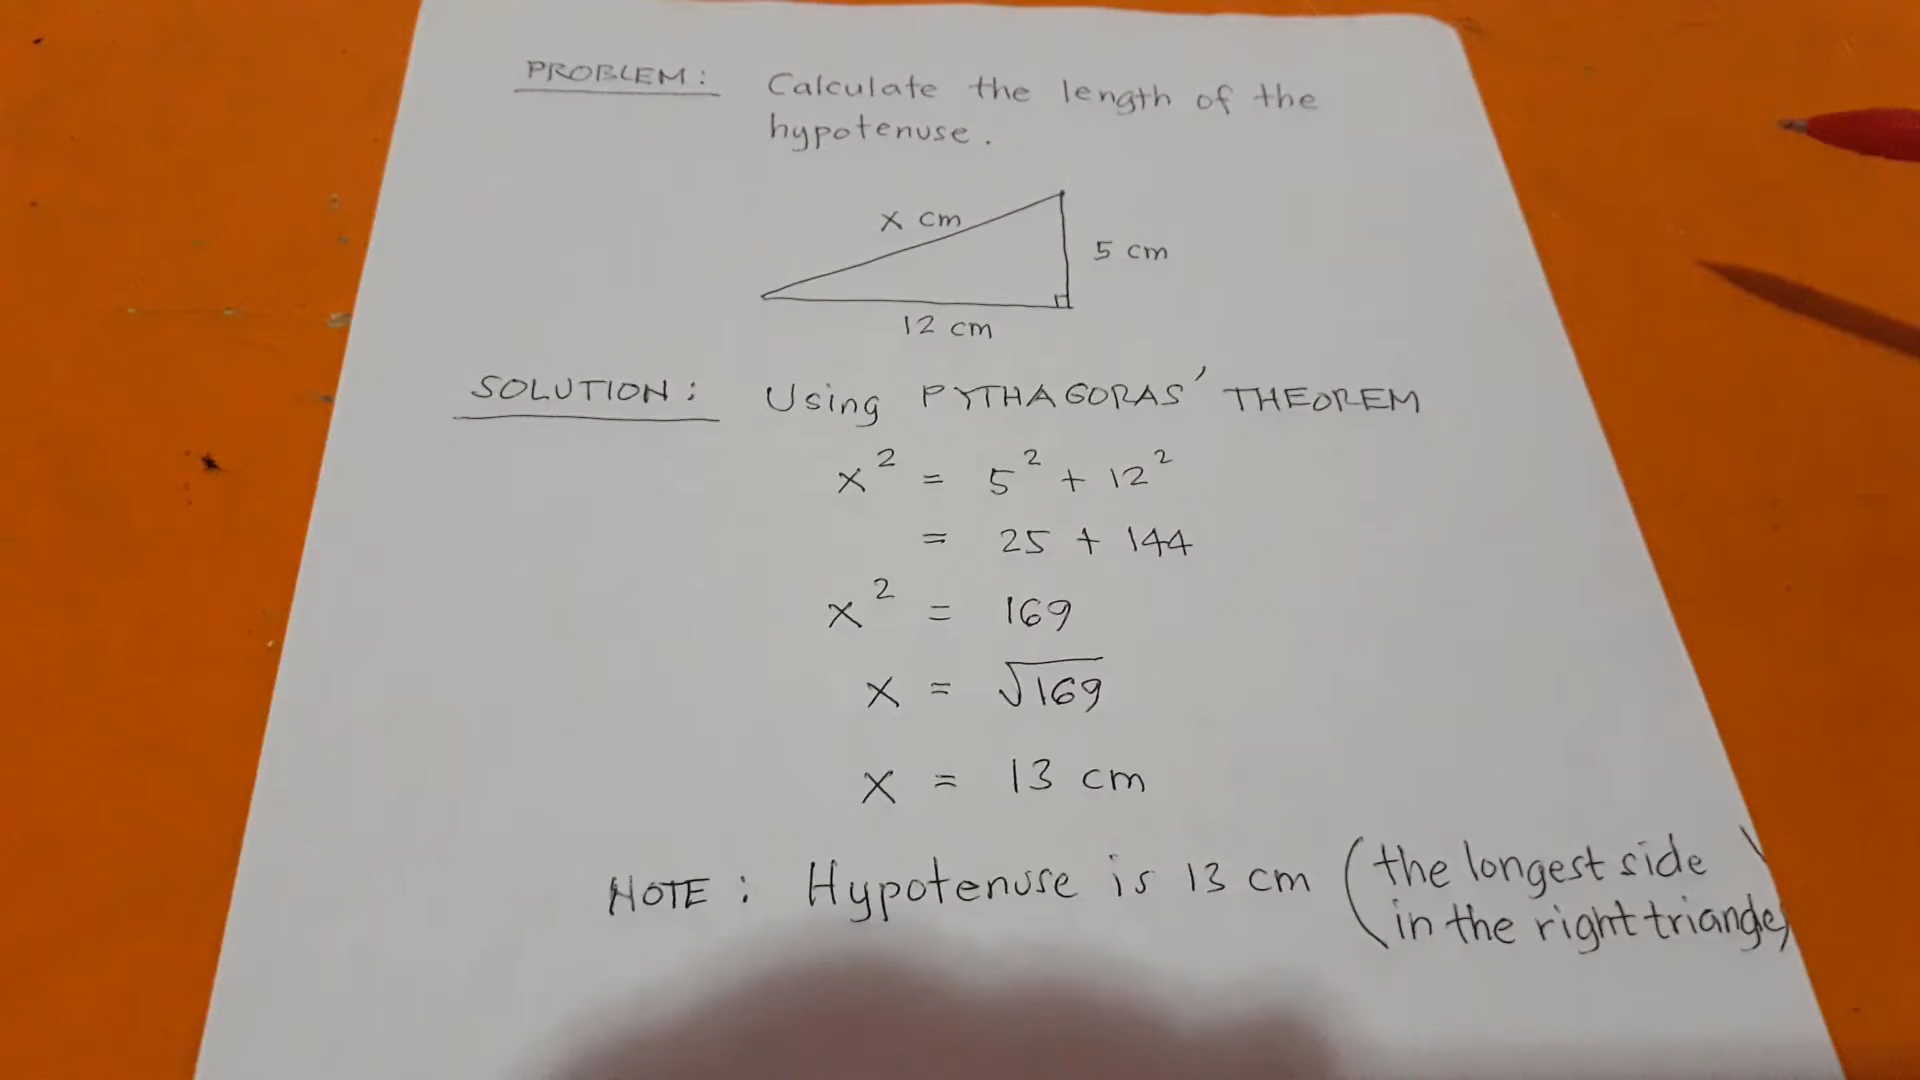 PROBLEM: Calculate the length of the
hypotenuse.
x cm
5 cm
12 cm
SOLUTION: Using PYTHAGORAS' THEOREM
x² = 5² + 12²
= 25 + 144
x² = 169
x = √169
x = 13 cm
NOTE: Hypotenuse is 13 cm (the longest side
in the right triangle)